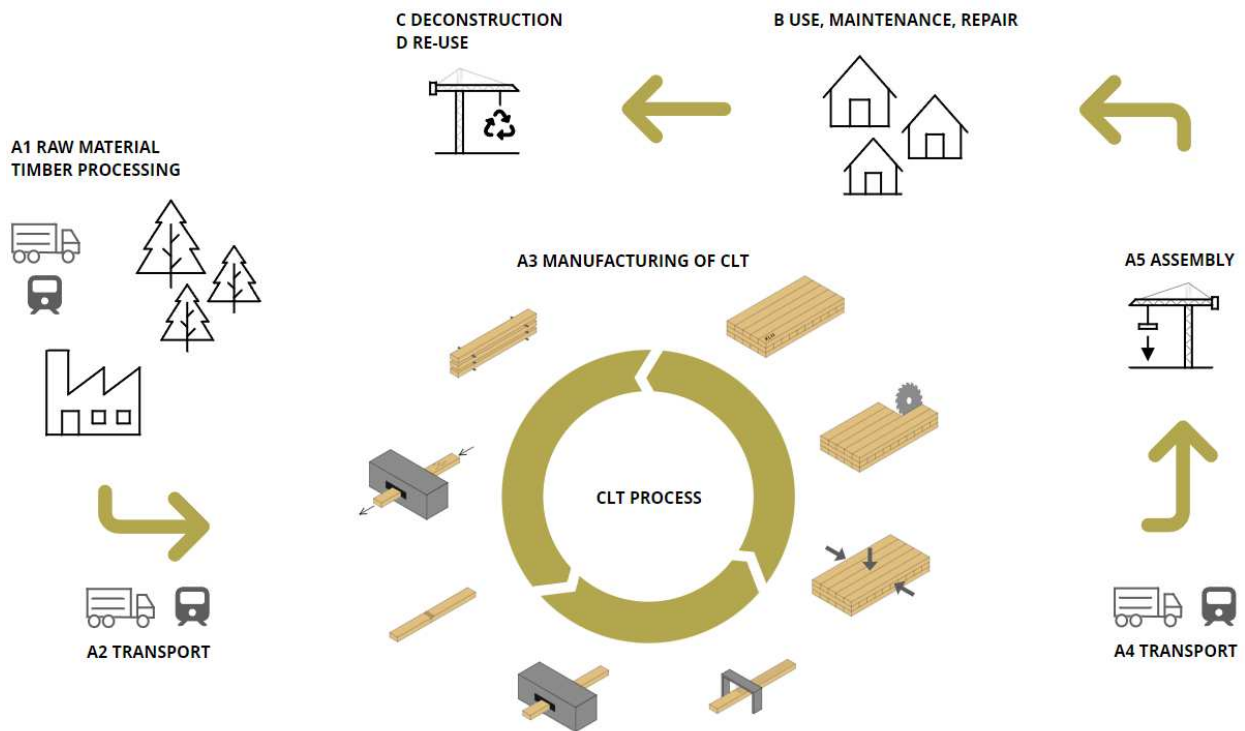 C DECONSTRUCTION
D RE-USE
B USE, MAINTENANCE, REPAIR
A1 RAW MATERIAL
TIMBER PROCESSING
A3 MANUFACTURING OF CLT
A5 ASSEMBLY
CLT PROCESS
A2 TRANSPORT
A4 TRANSPORT